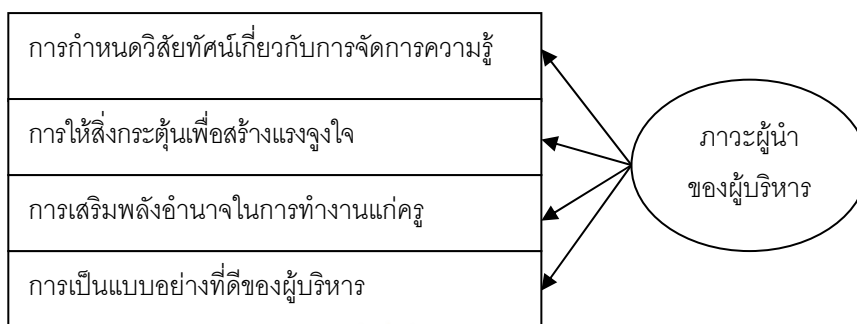 การกำหนดวิสัยทัศน์เกี่ยวกับการจัดการความรู้
การให้สิ่งกระตุ้นเพื่อสร้างแรงจูงใจ
การเสริมพลังอำนาจในการทำงานแก่ครู
การเป็นแบบอย่างที่ดีของผู้บริหาร
ภาวะผู้นำ
ของผู้บริหาร